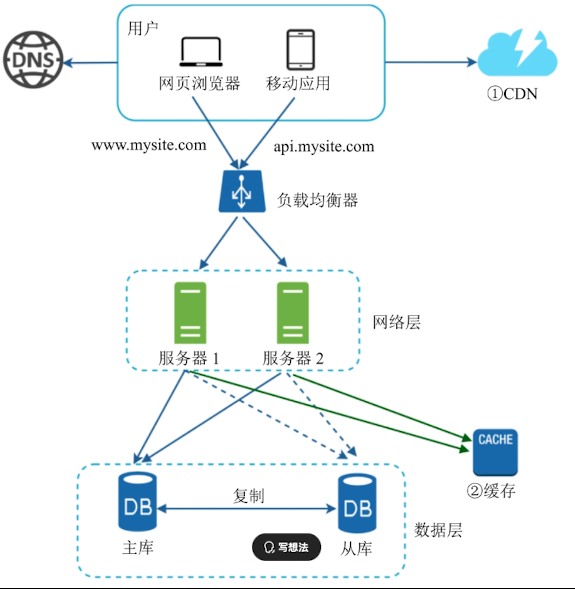 用户
DNS
网页浏览器
移动应用
①CDN
www.mysite.com
api.mysite.com
负载均衡器
网络层
服务器 1
服务器 2
CACHE
②缓存
DB
复制
DB
主库
写想法
从库
数据层